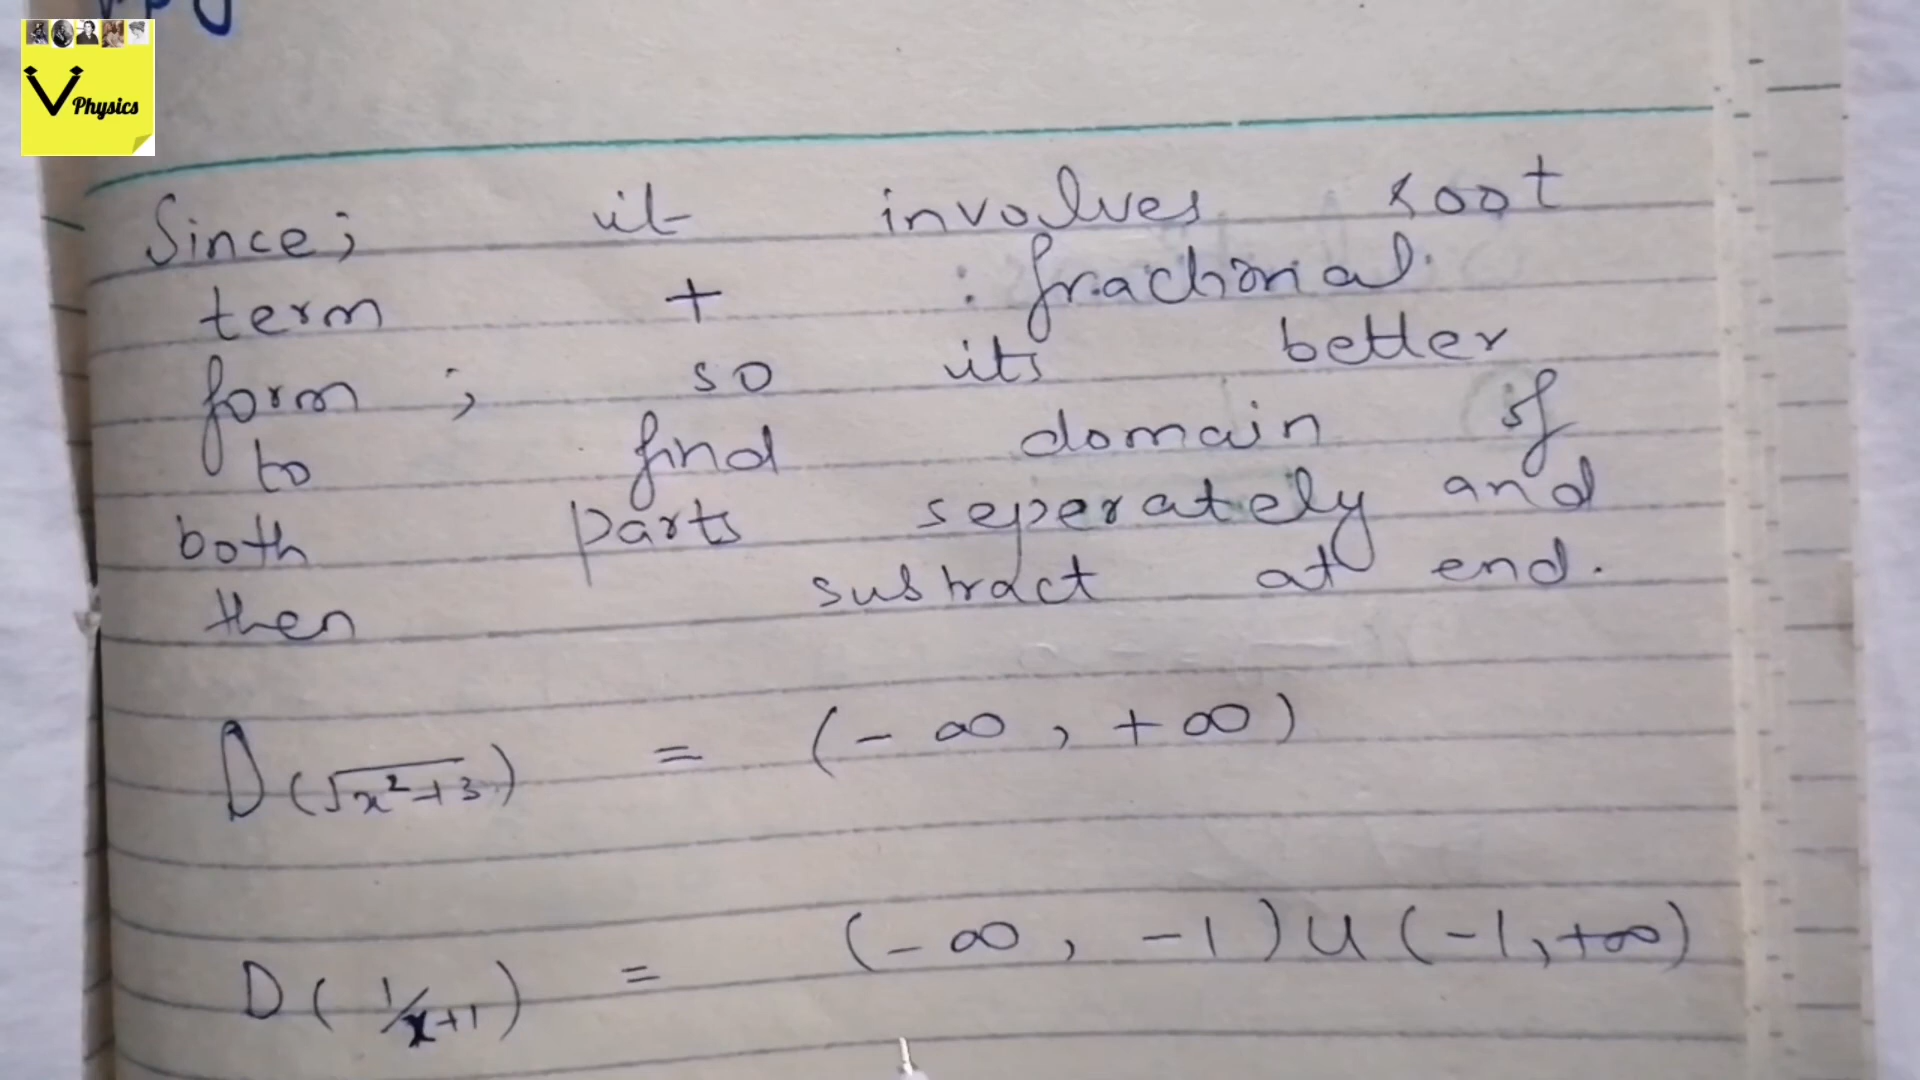 V Physics
Since; it involves root
term + fractional
form; so its better
to find domain of
both parts seperately and
then substract at end.
D(√x²+3) = (-∞, +∞)
D(1/x+1) = (-∞, -1) U (-1, +∞)